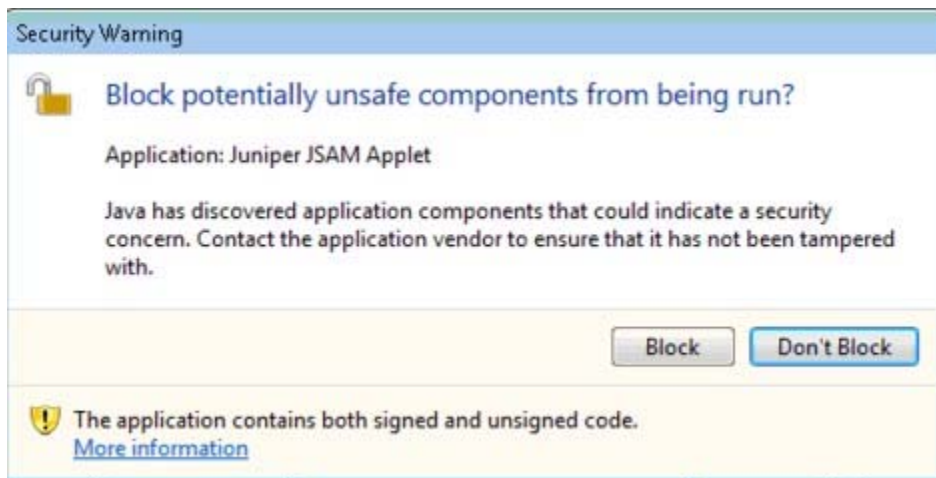 Security Warning
Block potentially unsafe components from being run?
Application: Juniper JSAM Applet
Java has discovered application components that could indicate a security
concern. Contact the application vendor to ensure that it has not been tampered
with.
Block
Don't Block
The application contains both signed and unsigned code.
More information